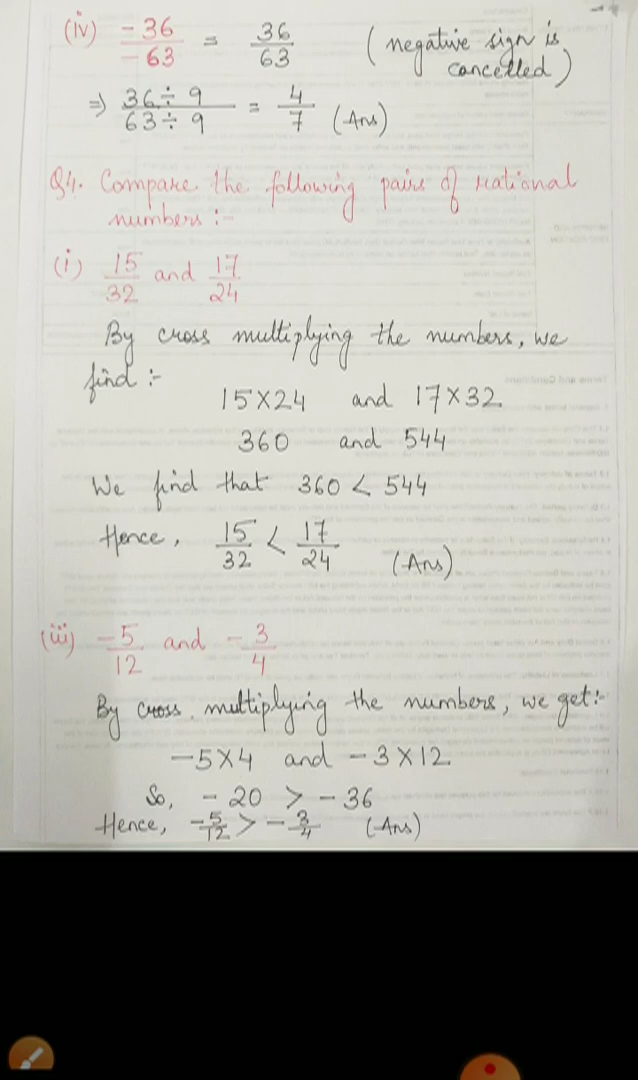 (iv) -36/-63 = 36/63 (negative sign is cancelled)
⇒ 36÷9/63÷9 = 4/7 (Ans)
Q4. Compare the following pairs of rational
numbers :-
(i) 15/32 and 17/24
By cross multiplying the numbers, we
find :-
15×24 and 17×32
360 and 544
We find that 360 < 544
Hence, 15/32 < 17/24 (Ans)
(iii) -5/12 and -3/4
By cross multiplying the numbers, we get:-
-5×4 and -3×12
So, -20 > -36
Hence, -5/12 > -3/4 (Ans)